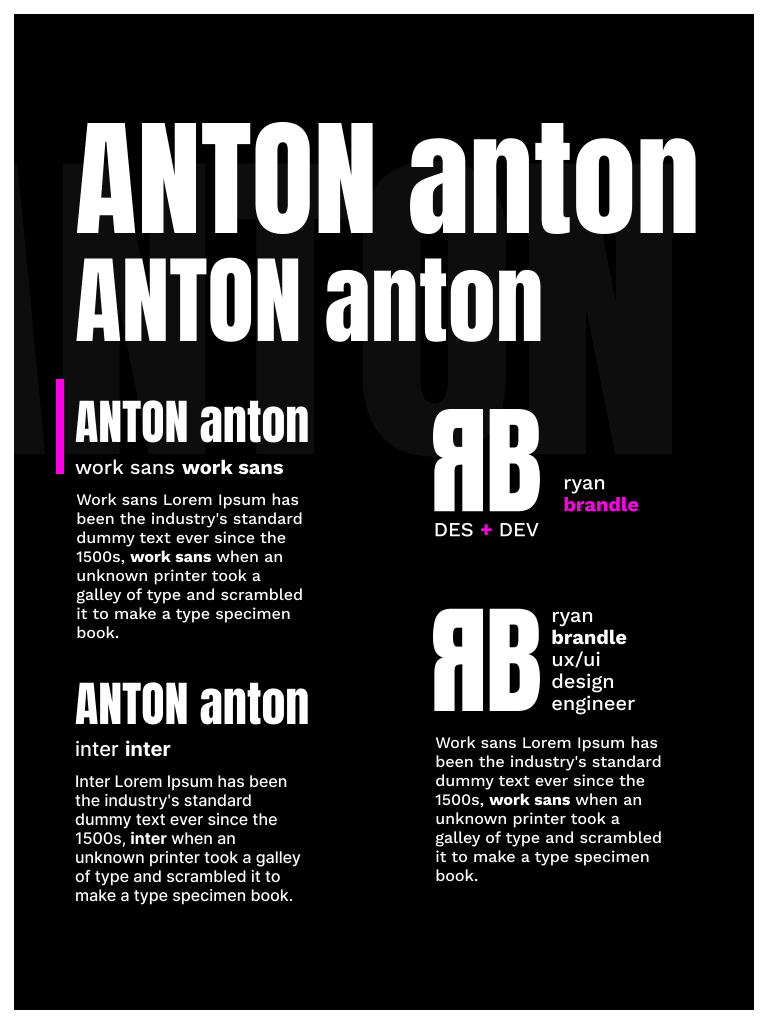 ANTON anton
ANTON anton
ANTON
ANTON anton
work sans work sans
Work sans Lorem Ipsum has
been the industry's standard
dummy text ever since the
1500s, work sans when an
unknown printer took a
galley of type and scrambled
it to make a type specimen
book.
ANTON anton
inter inter
Inter Lorem Ipsum has been
the industry's standard
dummy text ever since the
1500s, inter when an
unknown printer took a galley
of type and scrambled it to
make a type specimen book.
RB
DES + DEV
ryan
brandle
RB
ryan
brandle
ux/ui
design
engineer
Work sans Lorem Ipsum has
been the industry's standard
dummy text ever since the
1500s, work sans when an
unknown printer took a
galley of type and scrambled
it to make a type specimen
book.